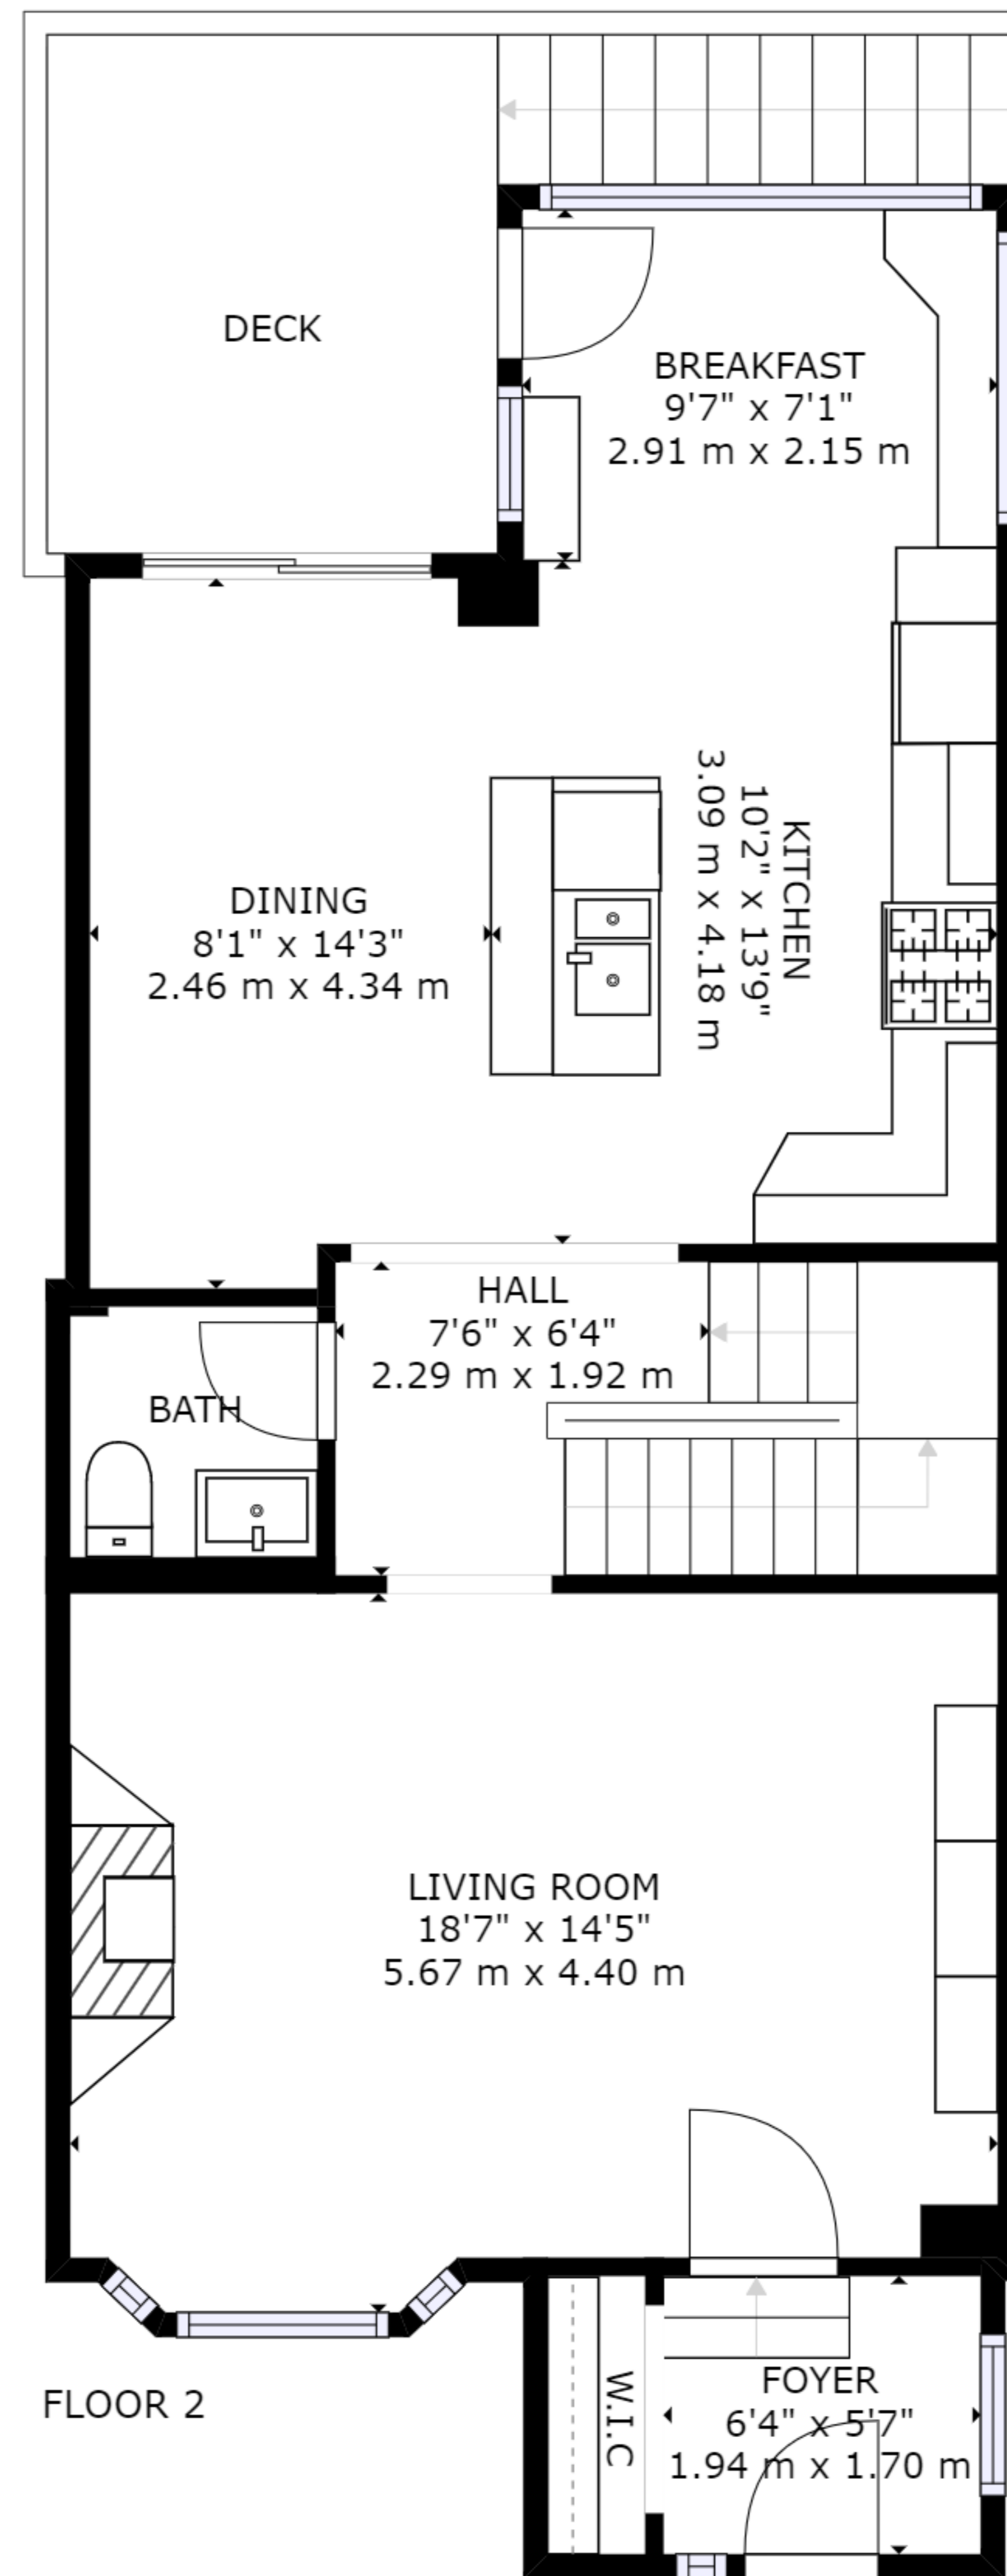 DECK
BREAKFAST
9'7" x 7'1"
2.91 m x 2.15 m
KITCHEN
10'2" x 13'9"
3.09 m x 4.18 m
DINING
8'1" x 14'3"
2.46 m x 4.34 m
HALL
7'6" x 6'4"
2.29 m x 1.92 m
BATH
LIVING ROOM
18'7" x 14'5"
5.67 m x 4.40 m
FLOOR 2
W.I.C
FOYER
6'4" x 5'7"
1.94 m x 1.70 m